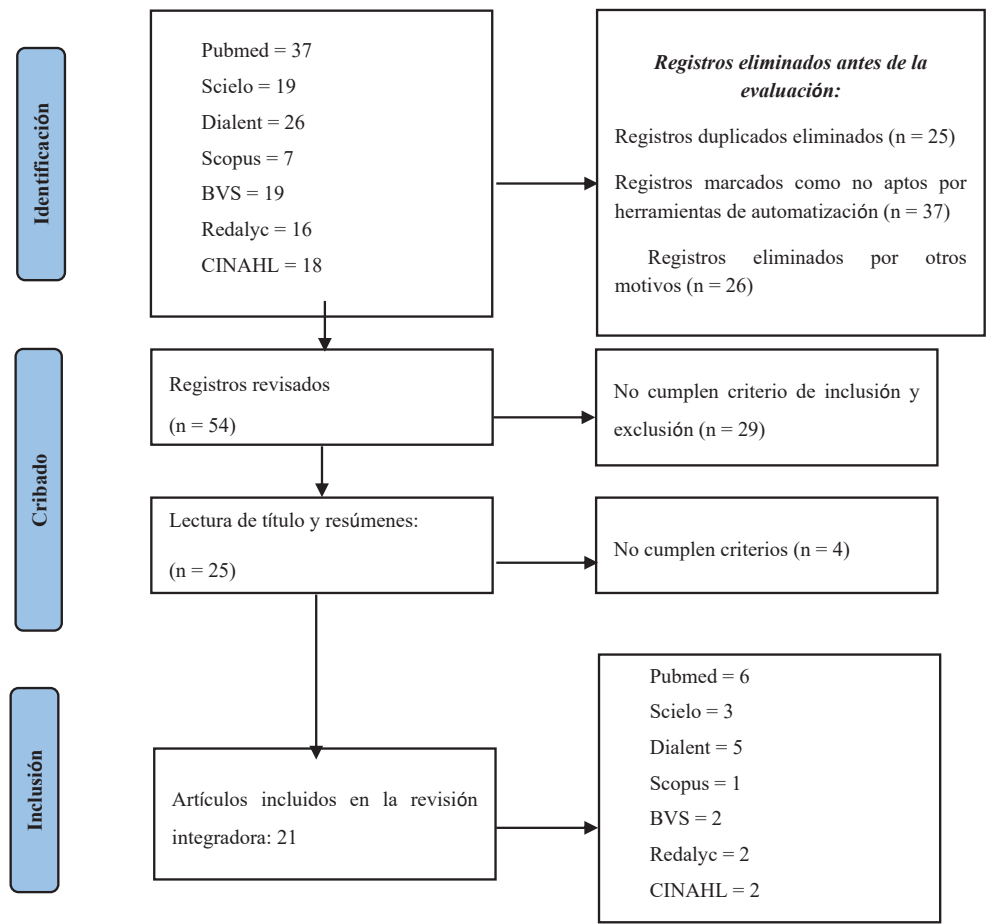 Identificación
Pubmed = 37
Scielo = 19
Dialent = 26
Scopus = 7
BVS = 19
Redalyc = 16
CINAHL = 18
Registros eliminados antes de la
evaluación:
Registros duplicados eliminados (n = 25)
Registros marcados como no aptos por
herramientas de automatización (n = 37)
Registros eliminados por otros
motivos (n = 26)
Cribado
Registros revisados
(n = 54)
No cumplen criterio de inclusión y
exclusión (n = 29)
Lectura de título y resúmenes:
(n = 25)
No cumplen criterios (n = 4)
Inclusión
Artículos incluidos en la revisión
integradora: 21
Pubmed = 6
Scielo = 3
Dialent = 5
Scopus = 1
BVS = 2
Redalyc = 2
CINAHL = 2